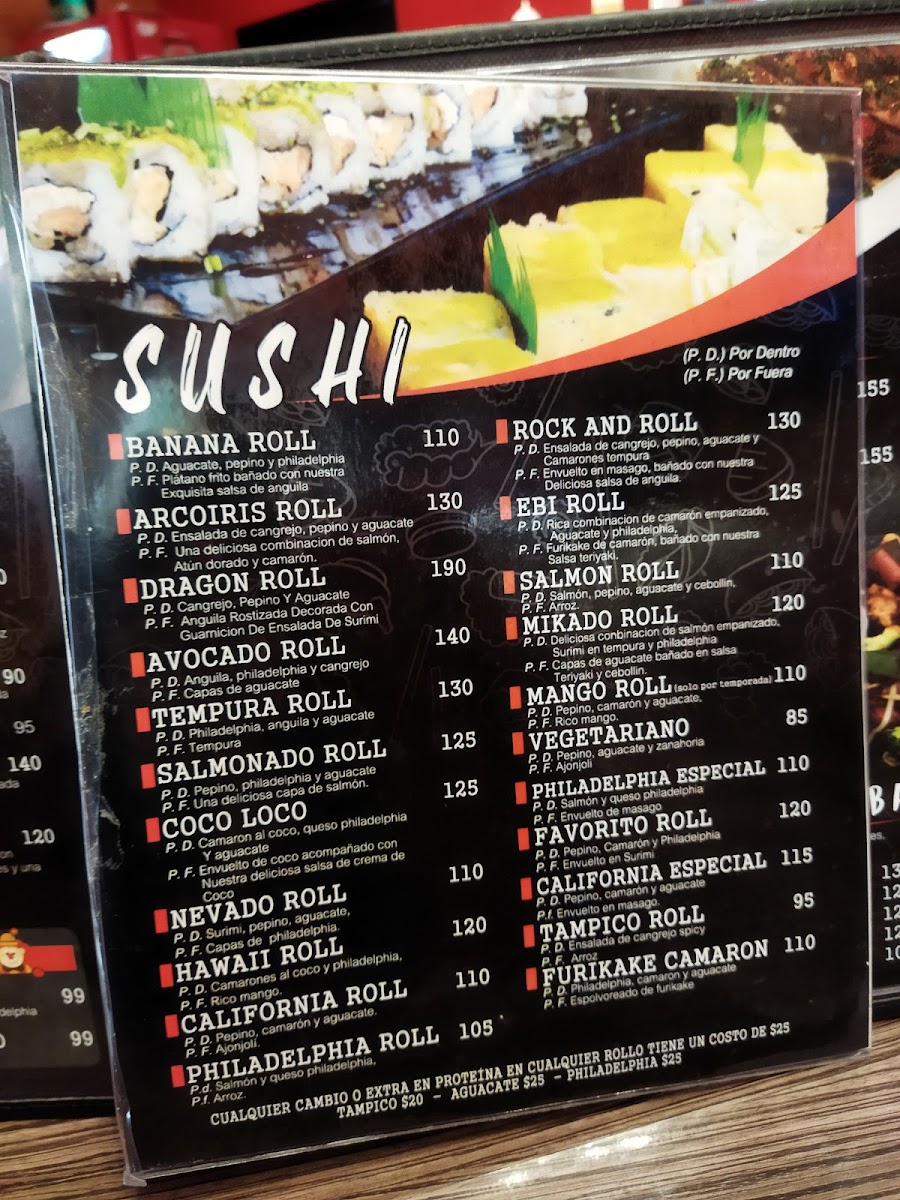 SUSHI
(P. D.) Por Dentro
(P. F.) Por Fuera
BANANA ROLL 110
P. D. Aguacate, pepino y philadelphia
P. F. Plátano frito bañado con nuestra
Exquisita salsa de anguila
ARCOIRIS ROLL 130
P. D. Ensalada de cangrejo, pepino y aguacate
P. F. Una deliciosa combinacion de salmón,
Atún dorado y camarón.
DRAGON ROLL 190
P. D. Cangrejo, Pepino Y Aguacate
P. F. Anguila Rostizada Decorada Con
Guarnicion De Ensalada De Surimi
AVOCADO ROLL 140
P. D. Anguila, philadelphia y cangrejo
P. F. Capas de aguacate
TEMPURA ROLL 130
P. D. Philadelphia, anguila y aguacate
P. F. Tempura
SALMONADO ROLL 125
P. D. Pepino, philadelphia y aguacate
P. F. Una deliciosa capa de salmón.
COCO LOCO 125
P. D. Camaron al coco, queso philadelphia
Y aguacate
P. F. Envuelto de coco acompañado con
Nuestra deliciosa salsa de crema de
Coco
NEVADO ROLL 110
P. D. Surimi, pepino, aguacate,
P. F. Capas de philadelphia.
HAWAII ROLL 120
P. D. Camarones al coco y philadelphia,
P. F. Rico mango.
CALIFORNIA ROLL 110
P. D. Pepino, camarón y aguacate.
P. F. Ajonjolí.
PHILADELPHIA ROLL 105
P.d. Salmón y queso philadelphia,
P.f. Arroz.
ROCK AND ROLL 130
P. D. Ensalada de cangrejo, pepino, aguacate y
Camarones tempura
P. F. Envuelto en masago, bañado con nuestra
Deliciosa salsa de anguila.
EBI ROLL 125
P. D. Rica combinacion de camarón empanizado,
Aguacate y philadelphia,
P. F. Furikake de camarón, bañado con nuestra
Salsa teriyaki.
SALMON ROLL 110
P. D. Salmón, pepino, aguacate y cebollin,
P. F. Arroz.
MIKADO ROLL 120
P. D. Deliciosa conbinacion de salmón empanizado,
Surimi en tempura y philadelphia
P. F. Capas de aguacate bañado en salsa
Teriyaki y cebollin.
MANGO ROLL (solo por temporada) 110
P. D. Pepino, camarón y aguacate.
P. F. Rico mango.
VEGETARIANO 85
P. D. Pepino, aguacate y zanahoria
P. F. Ajonjoli
PHILADELPHIA ESPECIAL 110
P. D. Salmón y queso philadelphia
P. F. Envuelto de masago
FAVORITO ROLL 120
P. D. Pepino, Camarón y Philadelphia
P. F. Envuelto en Surimi
CALIFORNIA ESPECIAL 115
P. D. Pepino, camarón y aguacate
P.f. Envuelto en masago.
TAMPICO ROLL 95
P. D. Ensalada de cangrejo spicy
P. F. Arroz
FURIKAKE CAMARON 110
P. D. Philadelphia, camaron y aguacate
P. F. Espolvoreado de furikake
CUALQUIER CAMBIO O EXTRA EN PROTEÍNA EN CUALQUIER ROLLO TIENE UN COSTO DE $25
TAMPICO $20 - AGUACATE $25 - PHILADELPHIA $25
90
95
140
120
99
99
155
155